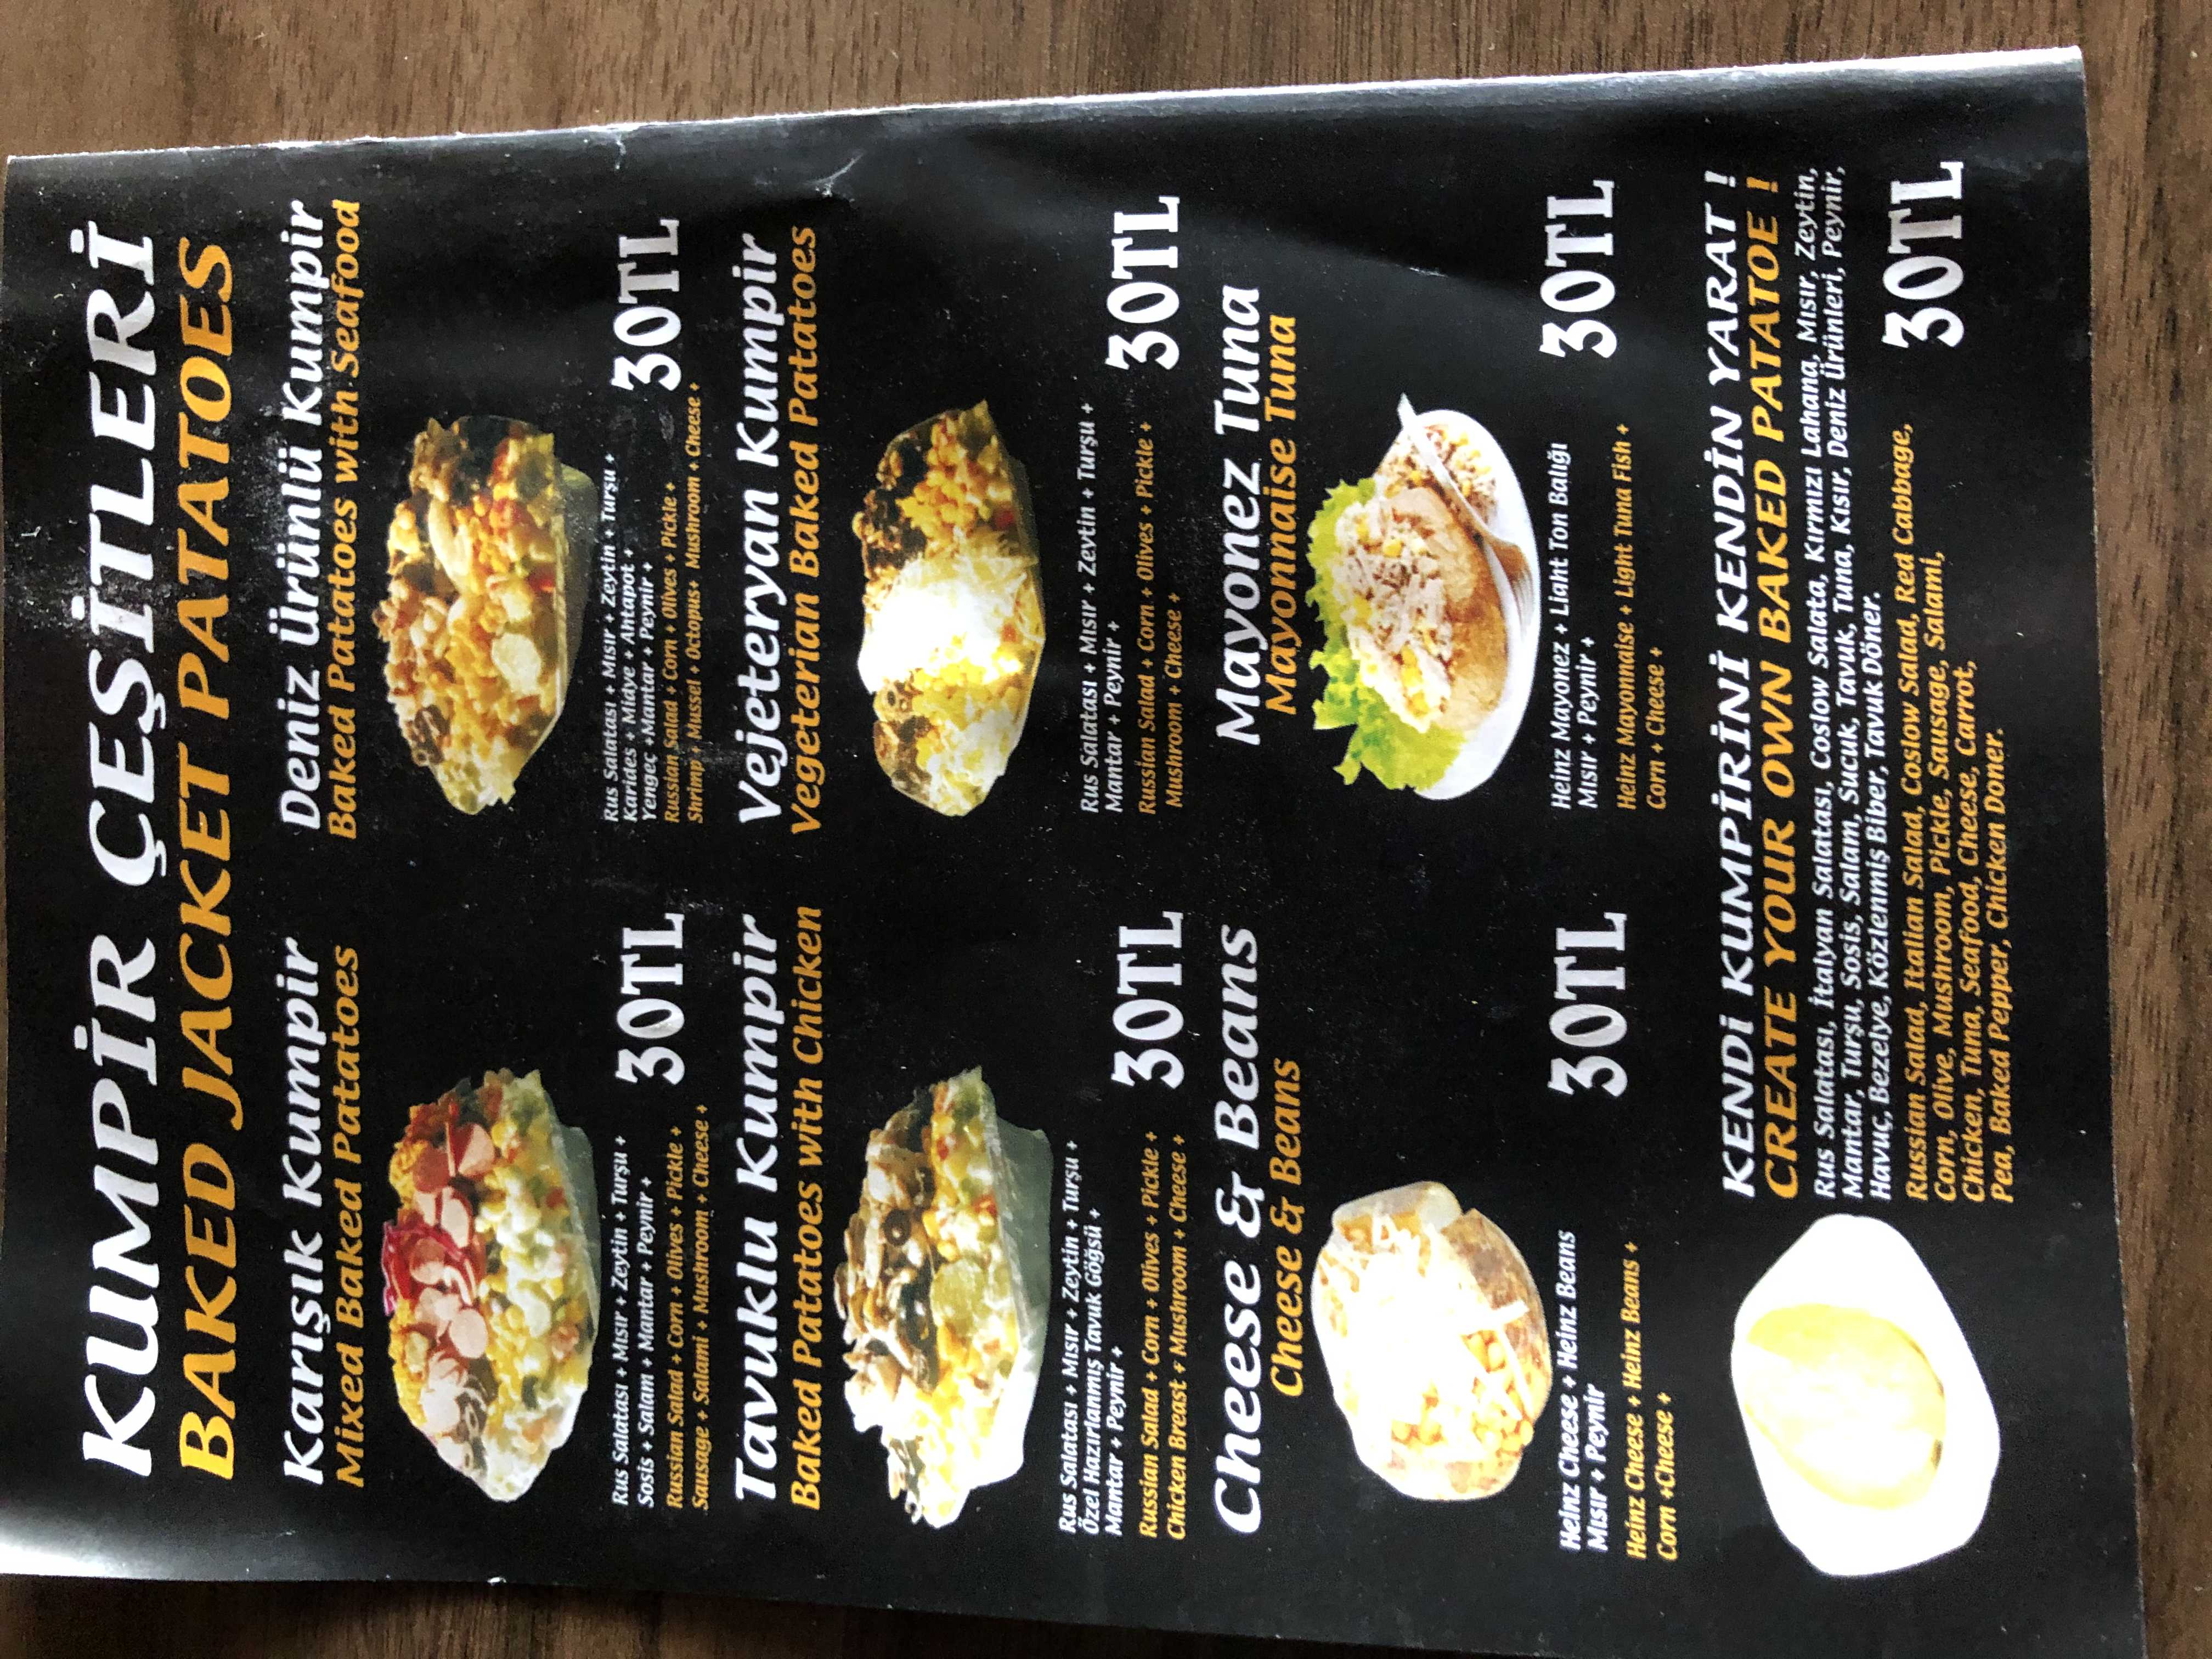 KUMPİR ÇEŞİTLERİ
BAKED JACKET PATATOES
Karışık Kumpir
Mixed Baked Patatoes
Rus Salatası + Mısır + Zeytin + Turşu +
Sosis + Salam + Mantar + Peynir +
Russian Salad + Corn + Olives + Pickle +
Sausage + Salami + Mushroom + Cheese +
30TL
Deniz Ürünlü Kumpir
Baked Patatoes with Seafood
Rus Salatası + Mısır + Zeytin + Turşu +
Karides + Midye + Ahtapot +
Yengeç +Mantar + Peynir +
Russian Salad + Corn + Olives + Pickle +
Shrimp + Mussel + Octopus+ Mushroom + Cheese +
30TL
Tavuklu Kumpir
Baked Patatoes with Chicken
Rus Salatası + Mısır + Zeytin + Turşu +
Özel Hazırlanmış Tavuk Göğsü +
Mantar + Peynir +
Russian Salad + Corn + Olives + Pickle +
Chicken Breast + Mushroom + Cheese +
30TL
Vejeteryan Kumpir
Vegeterian Baked Patatoes
Rus Salatası + Mısır + Zeytin + Turşu +
Mantar + Peynir +
Russian Salad + Corn + Olives + Pickle +
Mushroom + Cheese +
30TL
Cheese & Beans
Cheese & Beans
Heinz Cheese + Heinz Beans
Mısır + Peynir
Heinz Cheese + Heinz Beans +
Corn +Cheese +
30TL
Mayonez Tuna
Mayonnaise Tuna
Heinz Mayonez + Light Ton Balığı
Mısır + Peynir +
Heinz Mayonnaise + Light Tuna Fish +
Corn + Cheese +
30TL
KENDİ KUMPİRİNİ KENDİN YARAT !
CREATE YOUR OWN BAKED PATATOE !
Rus Salatası, İtalyan Salatası, Coslow Salata, Kırmızı Lahana, Mısır, Zeytin,
Mantar, Turşu, Sosis, Salam, Sucuk, Tavuk, Tuna, Kısır, Deniz Ürünleri, Peynir,
Havuç, Bezelye, Közlenmiş Biber, Tavuk Döner.
Russian Salad, Italian Salad, Coslow Salad, Red Cabbage,
Corn, Olive, Mushroom, Pickle, Sausage, Salami,
Chicken, Tuna, Seafood, Cheese, Carrot,
Pea, Baked Pepper, Chicken Doner.
30TL